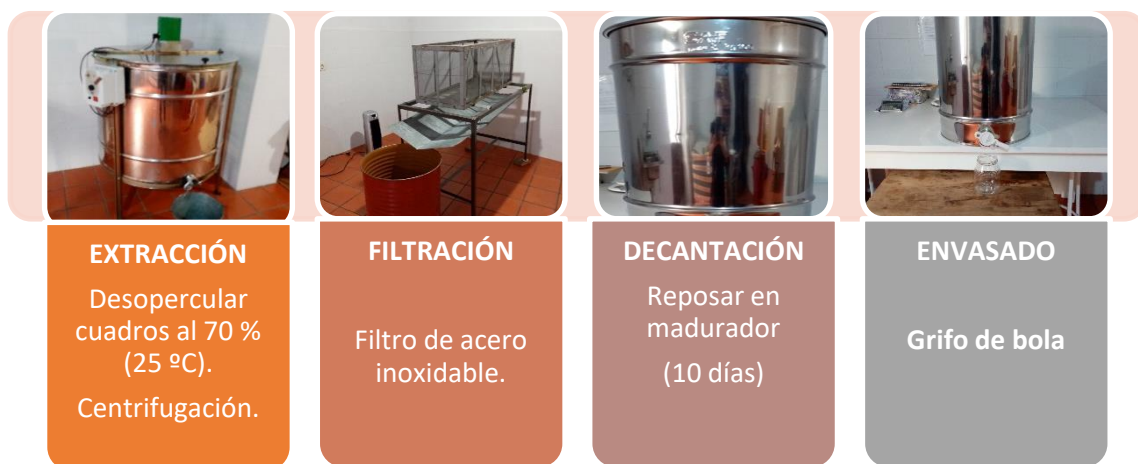 EXTRACCIÓN
Desopercular
cuadros al 70 %
(25 ºC).
Centrifugación.
FILTRACIÓN
Filtro de acero
inoxidable.
DECANTACIÓN
Reposar en
madurador
(10 días)
ENVASADO
Grifo de bola